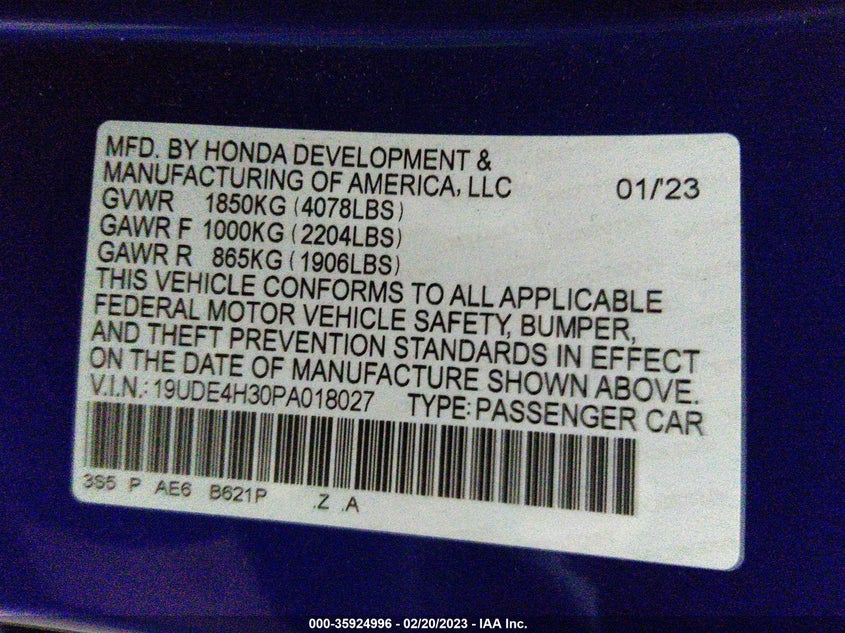 MFD. BY HONDA DEVELOPMENT &
MANUFACTURING OF AMERICA, LLC 01/'23
GVWR 1850KG (4078LBS)
GAWR F 1000KG (2204LBS)
GAWR R 865KG (1906LBS)
THIS VEHICLE CONFORMS TO ALL APPLICABLE
FEDERAL MOTOR VEHICLE SAFETY, BUMPER,
AND THEFT PREVENTION STANDARDS IN EFFECT
ON THE DATE OF MANUFACTURE SHOWN ABOVE.
V.I.N.: 19UDE4H30PA018027 TYPE: PASSENGER CAR
3S5 P AE6 B621P .Z .A
000-35924996 - 02/20/2023 - IAA Inc.